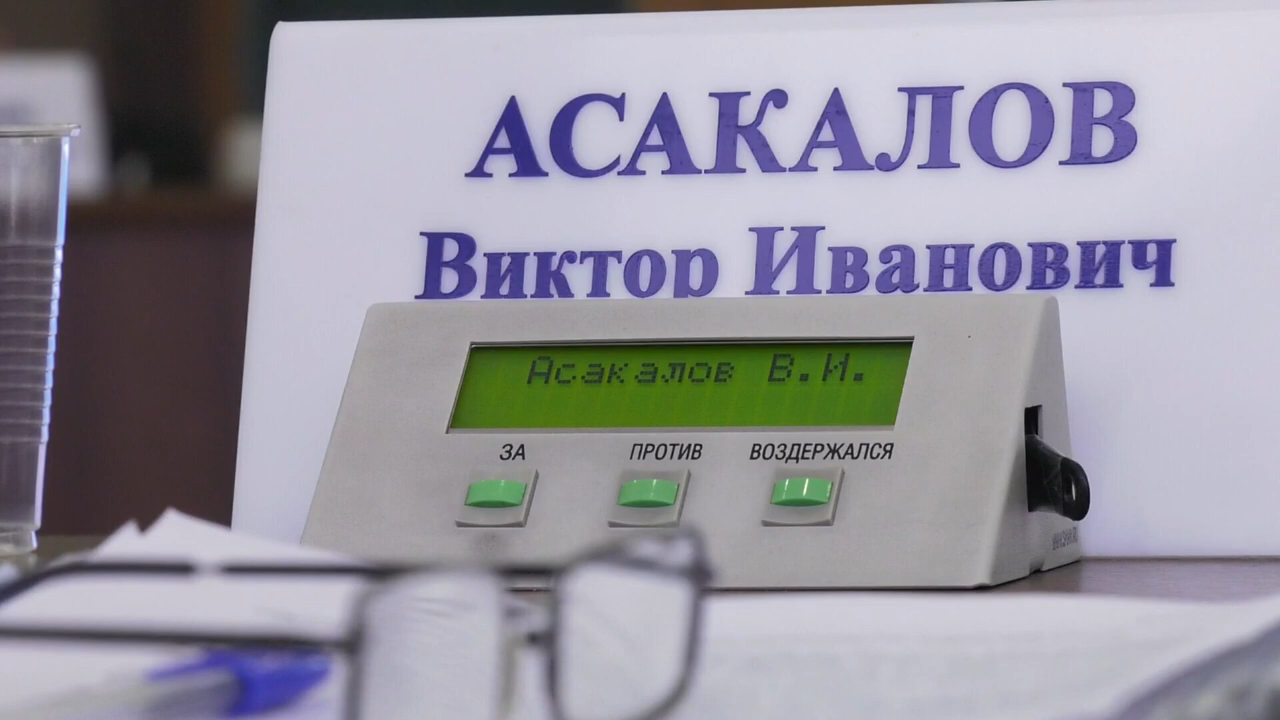 АСАКАЛОВ
Виктор Иванович
Асакалов В.И.
ЗА ПРОТИВ ВОЗДЕРЖАЛСЯ